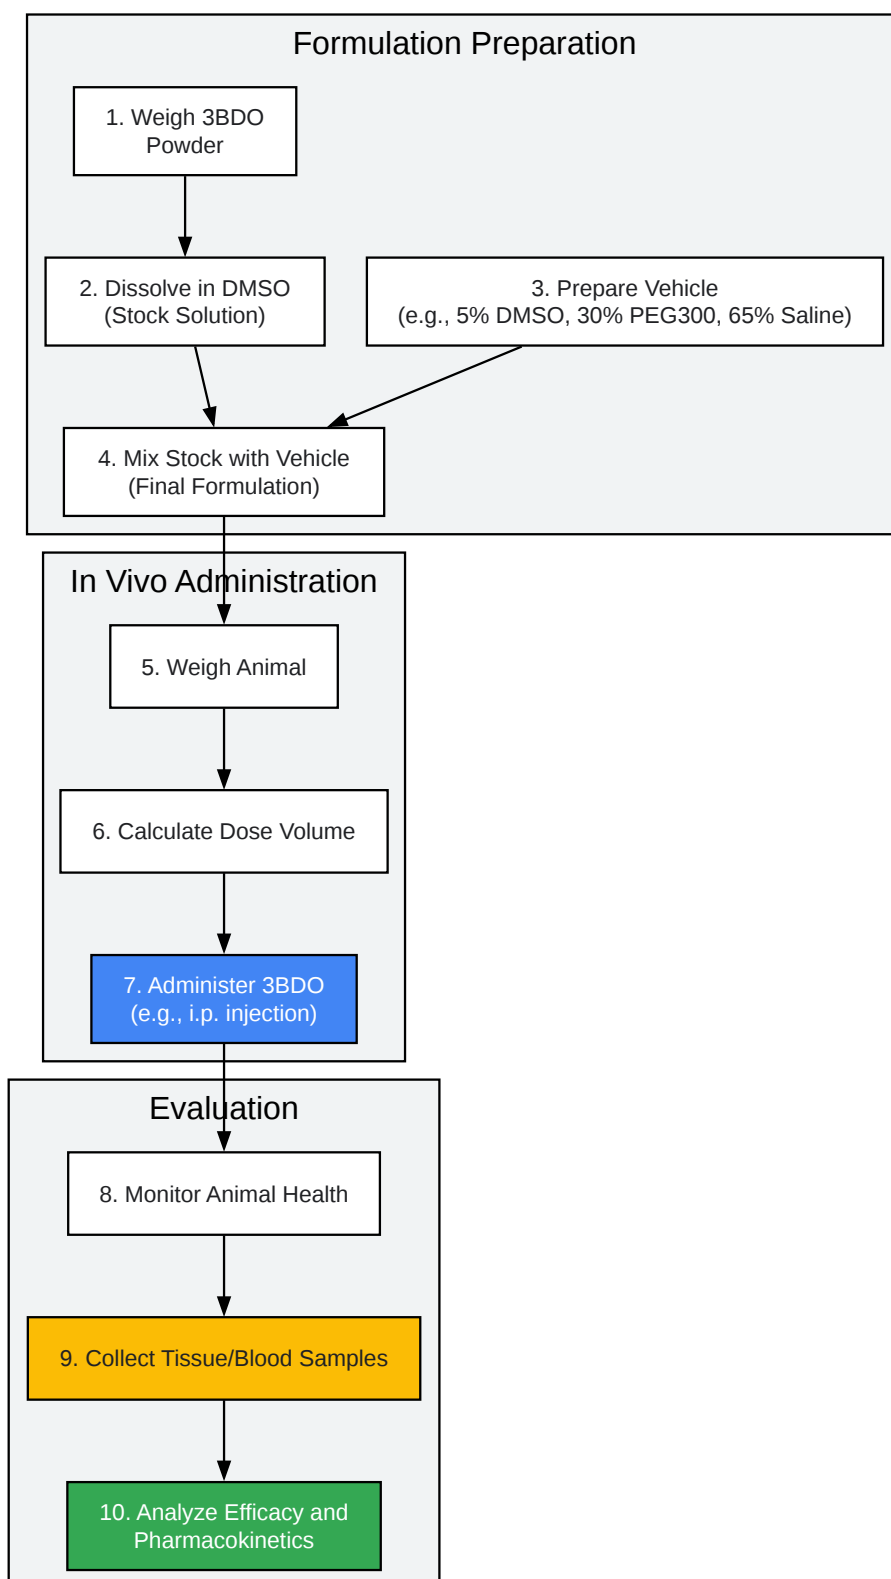 Formulation Preparation
1. Weigh 3BDO
Powder
2. Dissolve in DMSO
(Stock Solution)
3. Prepare Vehicle
(e.g., 5% DMSO, 30% PEG300, 65% Saline)
4. Mix Stock with Vehicle
(Final Formulation)
In Vivo Administration
5. Weigh Animal
6. Calculate Dose Volume
7. Administer 3BDO
(e.g., i.p. injection)
Evaluation
8. Monitor Animal Health
9. Collect Tissue/Blood Samples
10. Analyze Efficacy and
Pharmacokinetics